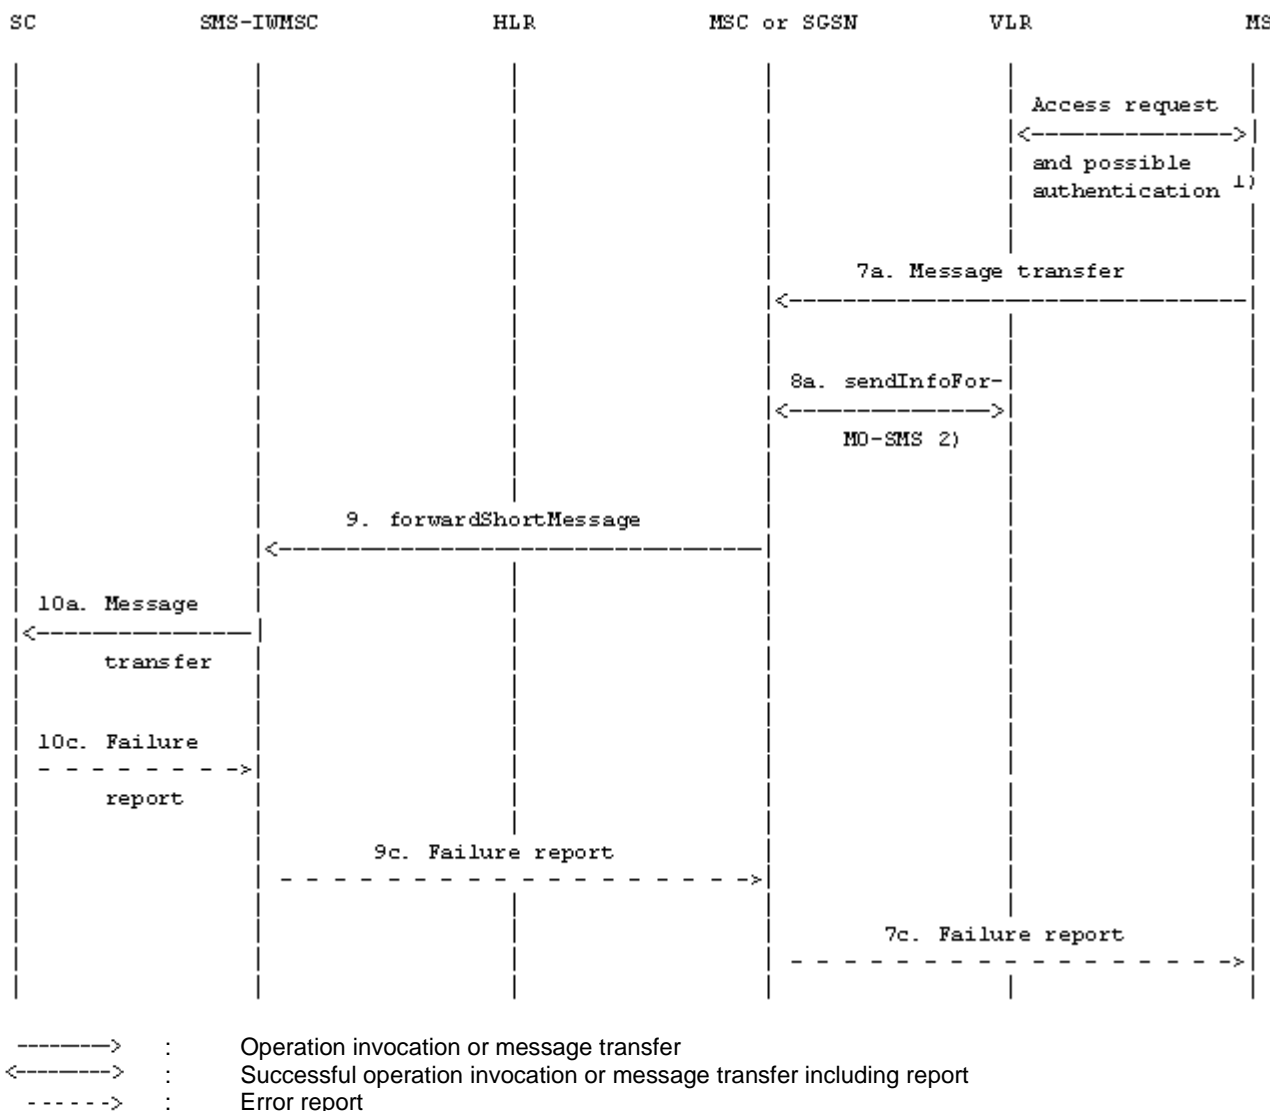 SC SMS-IWMSC HLR MSC or SGSN VLR MS
Access request
and possible
authentication 1)
7a. Message transfer
8a. sendInfoFor-
MO-SMS 2)
9. forwardShortMessage
10a. Message
transfer
10c. Failure
report
9c. Failure report
7c. Failure report
: Operation invocation or message transfer
: Successful operation invocation or message transfer including report
: Error report